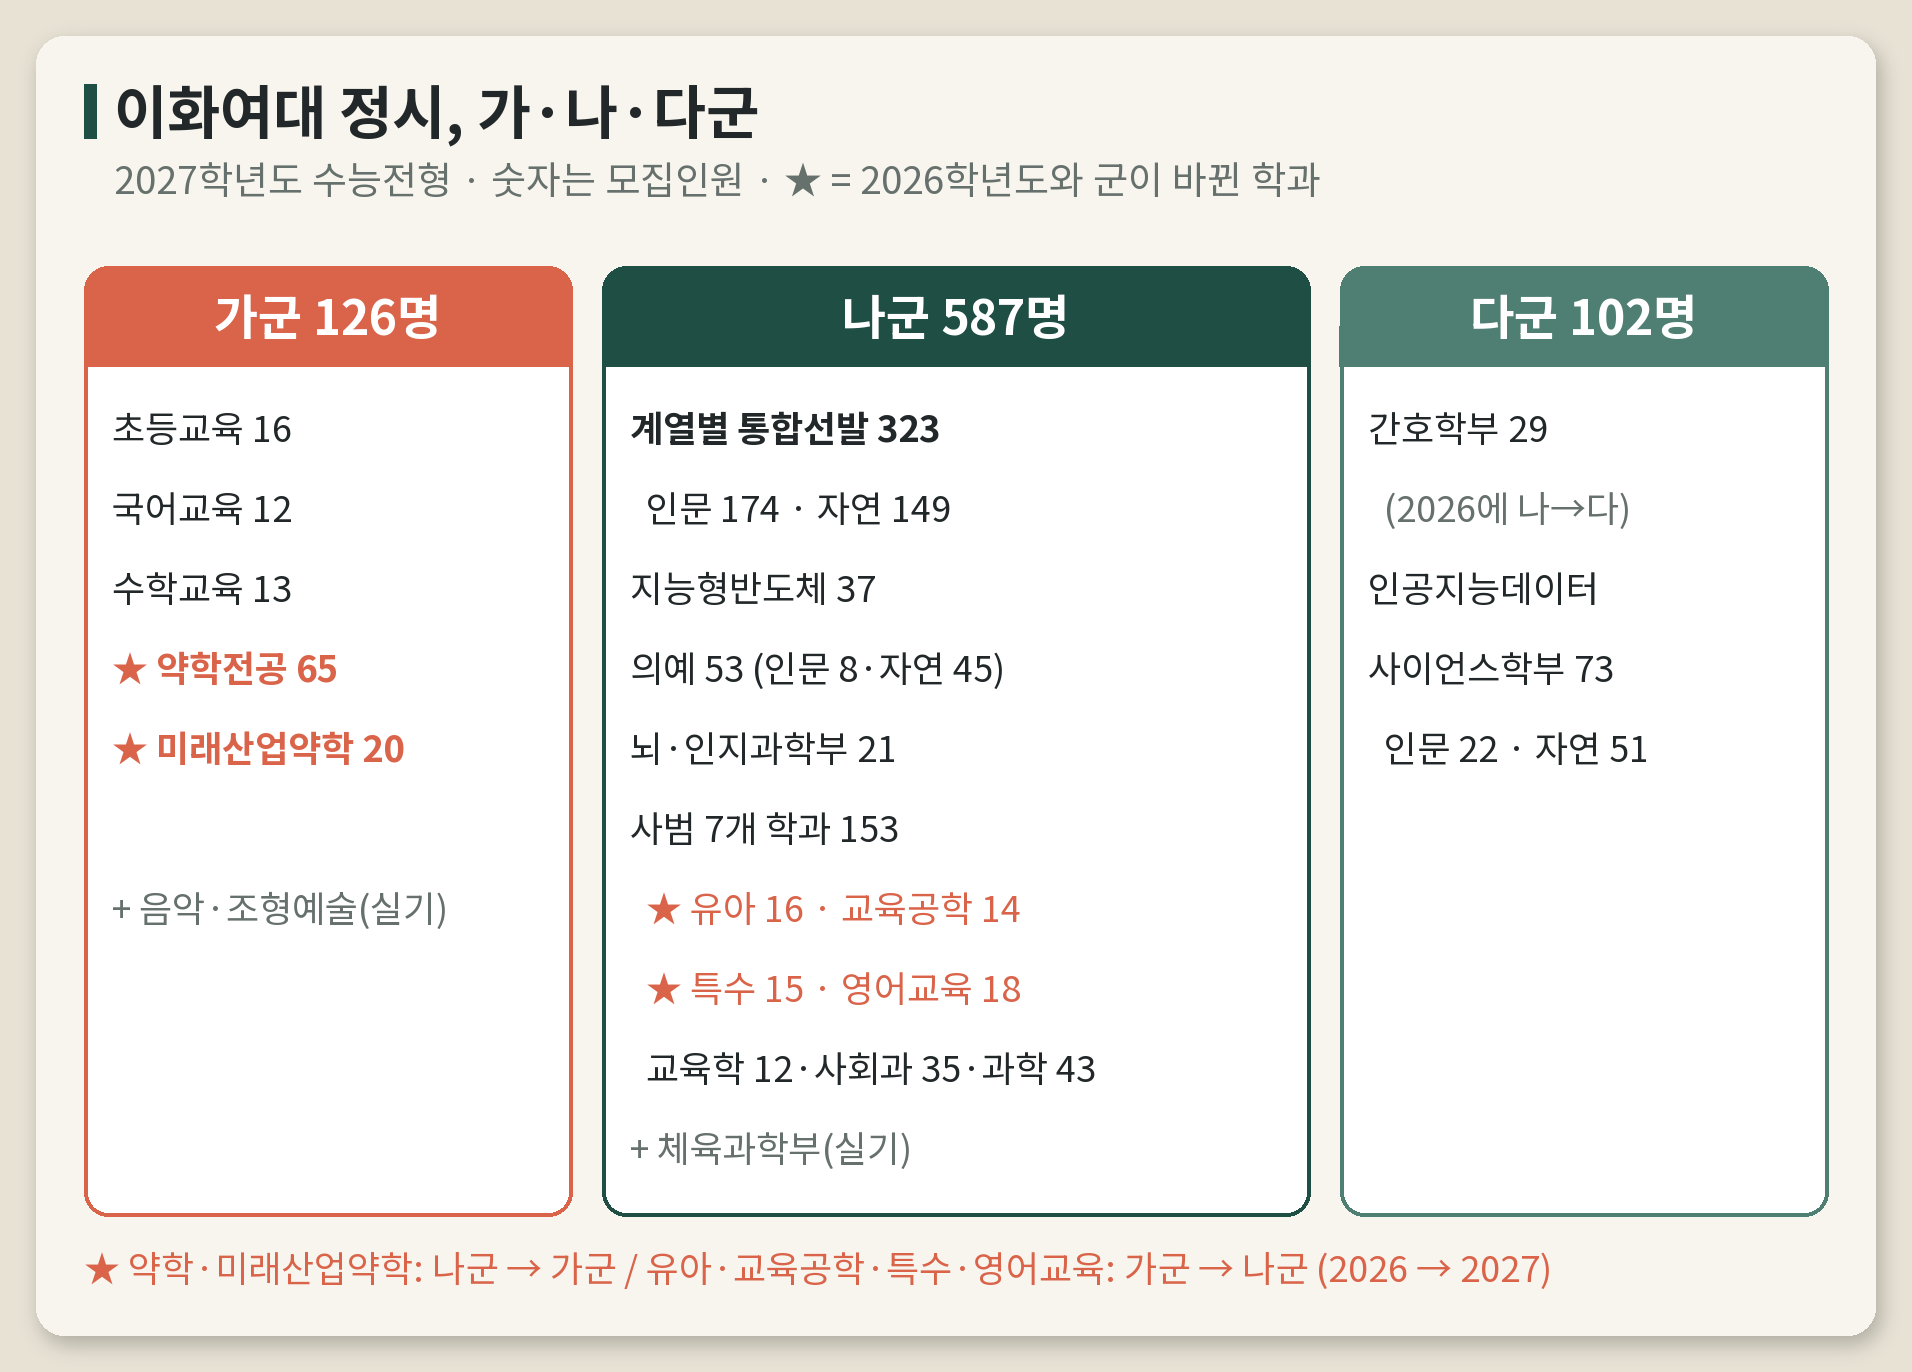 이화여대 정시, 가·나·다군
2027학년도 수능전형 · 숫자는 모집인원 · ★ = 2026학년도와 군이 바뀐 학과
가군 126명
초등교육 16
국어교육 12
수학교육 13
★ 약학전공 65
★ 미래산업약학 20
+ 음악·조형예술(실기)
나군 587명
계열별 통합선발 323
인문 174 · 자연 149
지능형반도체 37
의예 53 (인문 8·자연 45)
뇌·인지과학부 21
사범 7개 학과 153
★ 유아 16 · 교육공학 14
★ 특수 15 · 영어교육 18
교육학 12·사회과 35·과학 43
+ 체육과학부(실기)
다군 102명
간호학부 29
(2026에 나→다)
인공지능데이터
사이언스학부 73
인문 22 · 자연 51
★ 약학·미래산업약학: 나군 → 가군 / 유아·교육공학·특수·영어교육: 가군 → 나군 (2026 → 2027)